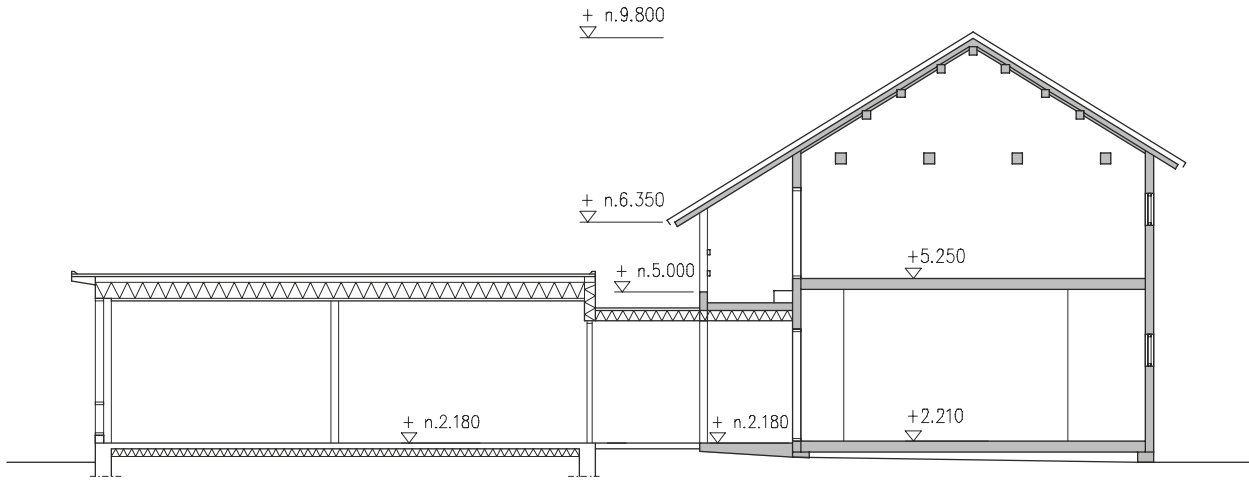 + n.9.800
+ n.6.350
+ n.5.000
+5.250
+ n.2.180
+ n.2.180
+2.210